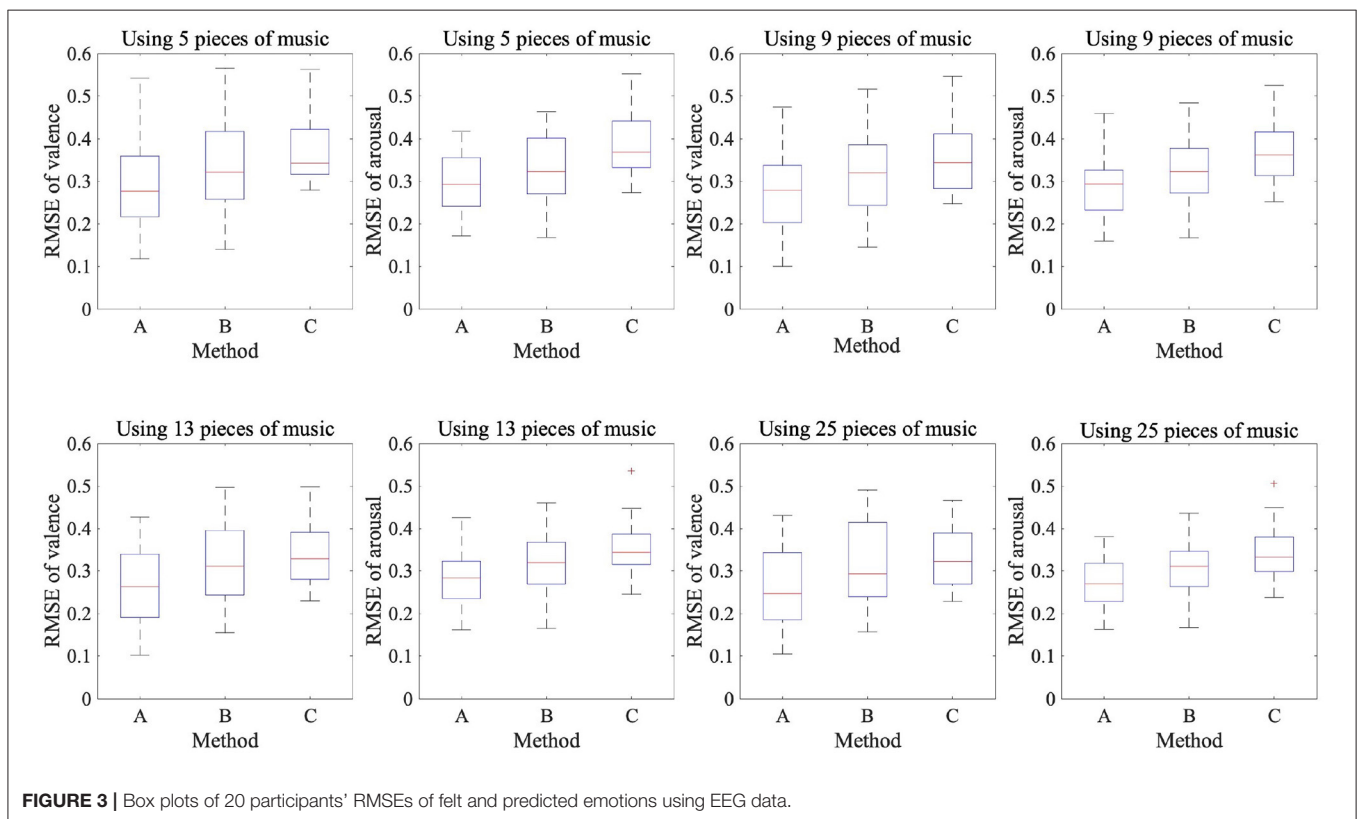 Using 5 pieces of music
RMSE of valence
0.6
0.5
0.4
0.3
0.2
0.1
0
A B C
Method
Using 5 pieces of music
RMSE of arousal
0.6
0.5
0.4
0.3
0.2
0.1
0
A B C
Method
Using 9 pieces of music
RMSE of valence
0.6
0.5
0.4
0.3
0.2
0.1
0
A B C
Method
Using 9 pieces of music
RMSE of arousal
0.6
0.5
0.4
0.3
0.2
0.1
0
A B C
Method
Using 13 pieces of music
RMSE of valence
0.6
0.5
0.4
0.3
0.2
0.1
0
A B C
Method
Using 13 pieces of music
RMSE of arousal
0.6
0.5
0.4
0.3
0.2
0.1
0
A B C
Method
Using 25 pieces of music
RMSE of valence
0.6
0.5
0.4
0.3
0.2
0.1
0
A B C
Method
Using 25 pieces of music
RMSE of arousal
0.6
0.5
0.4
0.3
0.2
0.1
0
A B C
Method
FIGURE 3 | Box plots of 20 participants' RMSEs of felt and predicted emotions using EEG data.